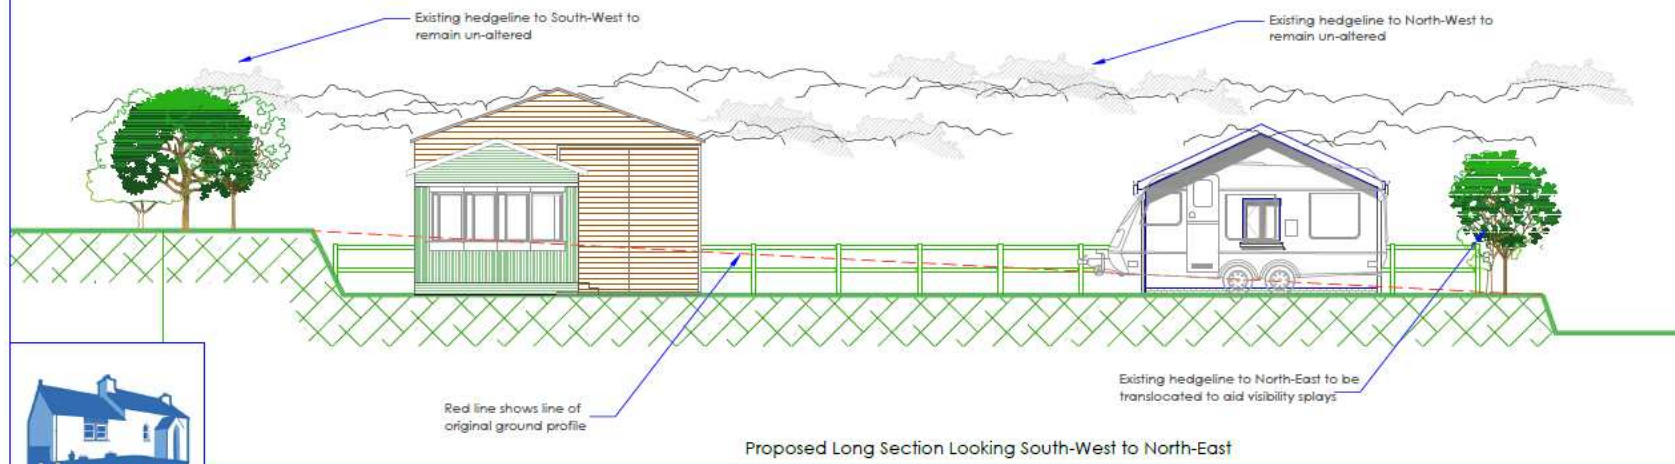 Existing hedgeline to South-West to
remain un-altered
Existing hedgeline to North-West to
remain un-altered
Existing hedgeline to North-East to be
translocated to aid visibility splays
Red line shows line of
original ground profile
Proposed Long Section Looking South-West to North-East